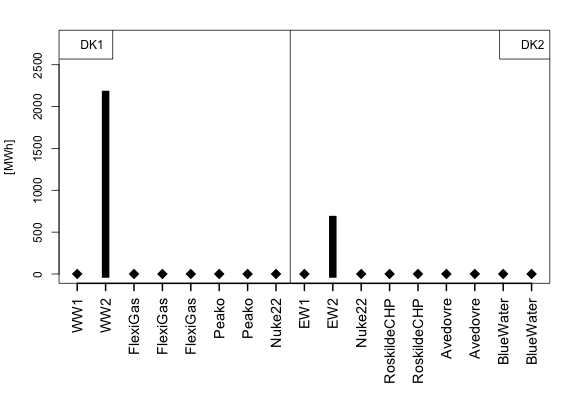 DK1
DK2
[MWh]
2500
2000
1500
1000
500
0
WW1
WW2
FlexiGas
FlexiGas
FlexiGas
Peako
Peako
Nuke22
EW1
EW2
Nuke22
RoskildeCHP
RoskildeCHP
Avedovre
Avedovre
BlueWater
BlueWater